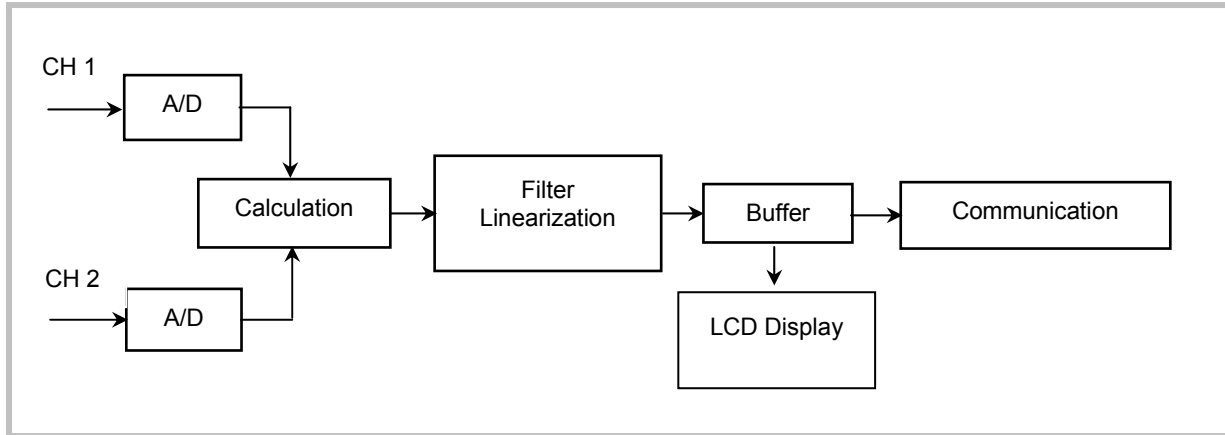 CH 1
A/D
Calculation
Filter
Linearization
Buffer
Communication
CH 2
A/D
LCD Display